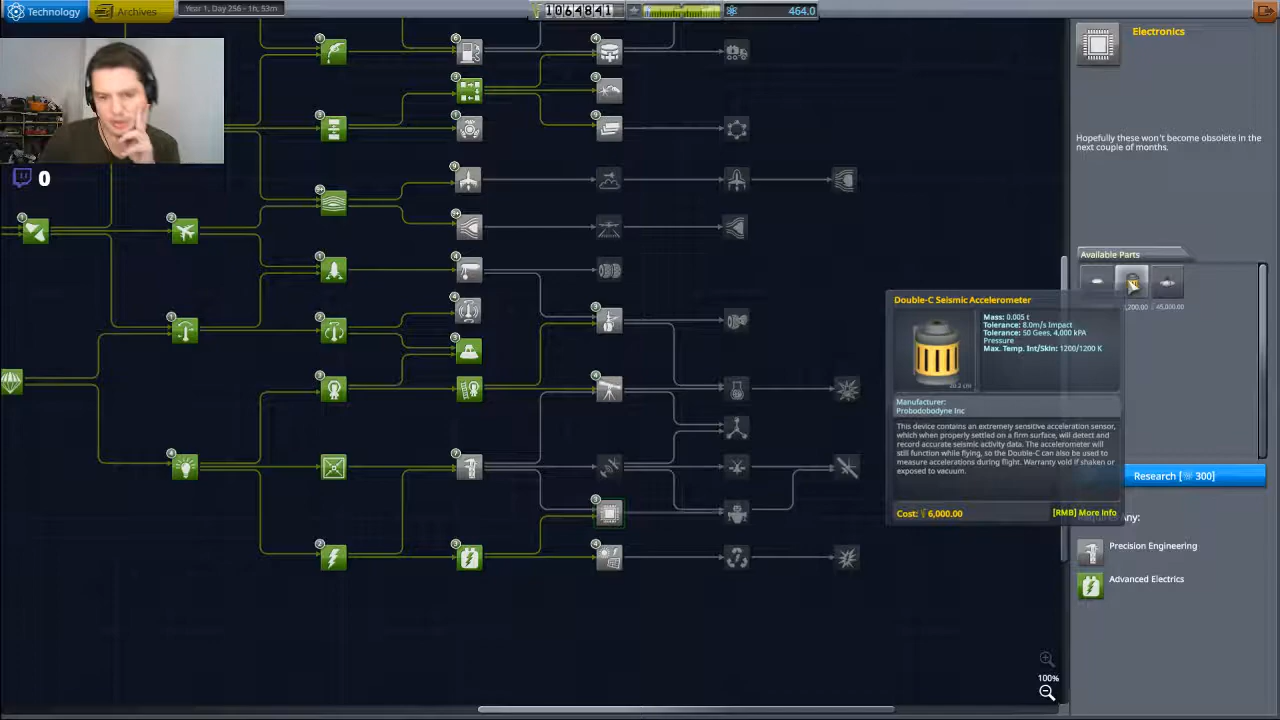 Technology
Archives
Year 1, Day 256 - 1h, 53m
1064841
464.0
Electronics
Hopefully these won't become obsolete in the
next couple of months.
0
Available Parts
45,000.00
Double-C Seismic Accelerometer
Mass: 0.005 t
Tolerance: 8.0m/s Impact
Tolerance: 50 Gees, 4,000 kPA
Pressure
Max. Temp. Int/Skin: 1200/1200 K
Manufacturer:
Probodobodyne Inc
This device contains an extremely sensitive acceleration sensor,
which when properly settled on a firm surface, will detect and
record accurate seismic activity data. The accelerometer will
still function while flying, so the Double-C can also be used to
measure accelerations during flight. Warranty void if shaken or
exposed to vacuum.
Cost: 6,000.00
[RMB] More Info
Research [300]
Any:
Precision Engineering
Advanced Electrics
100%